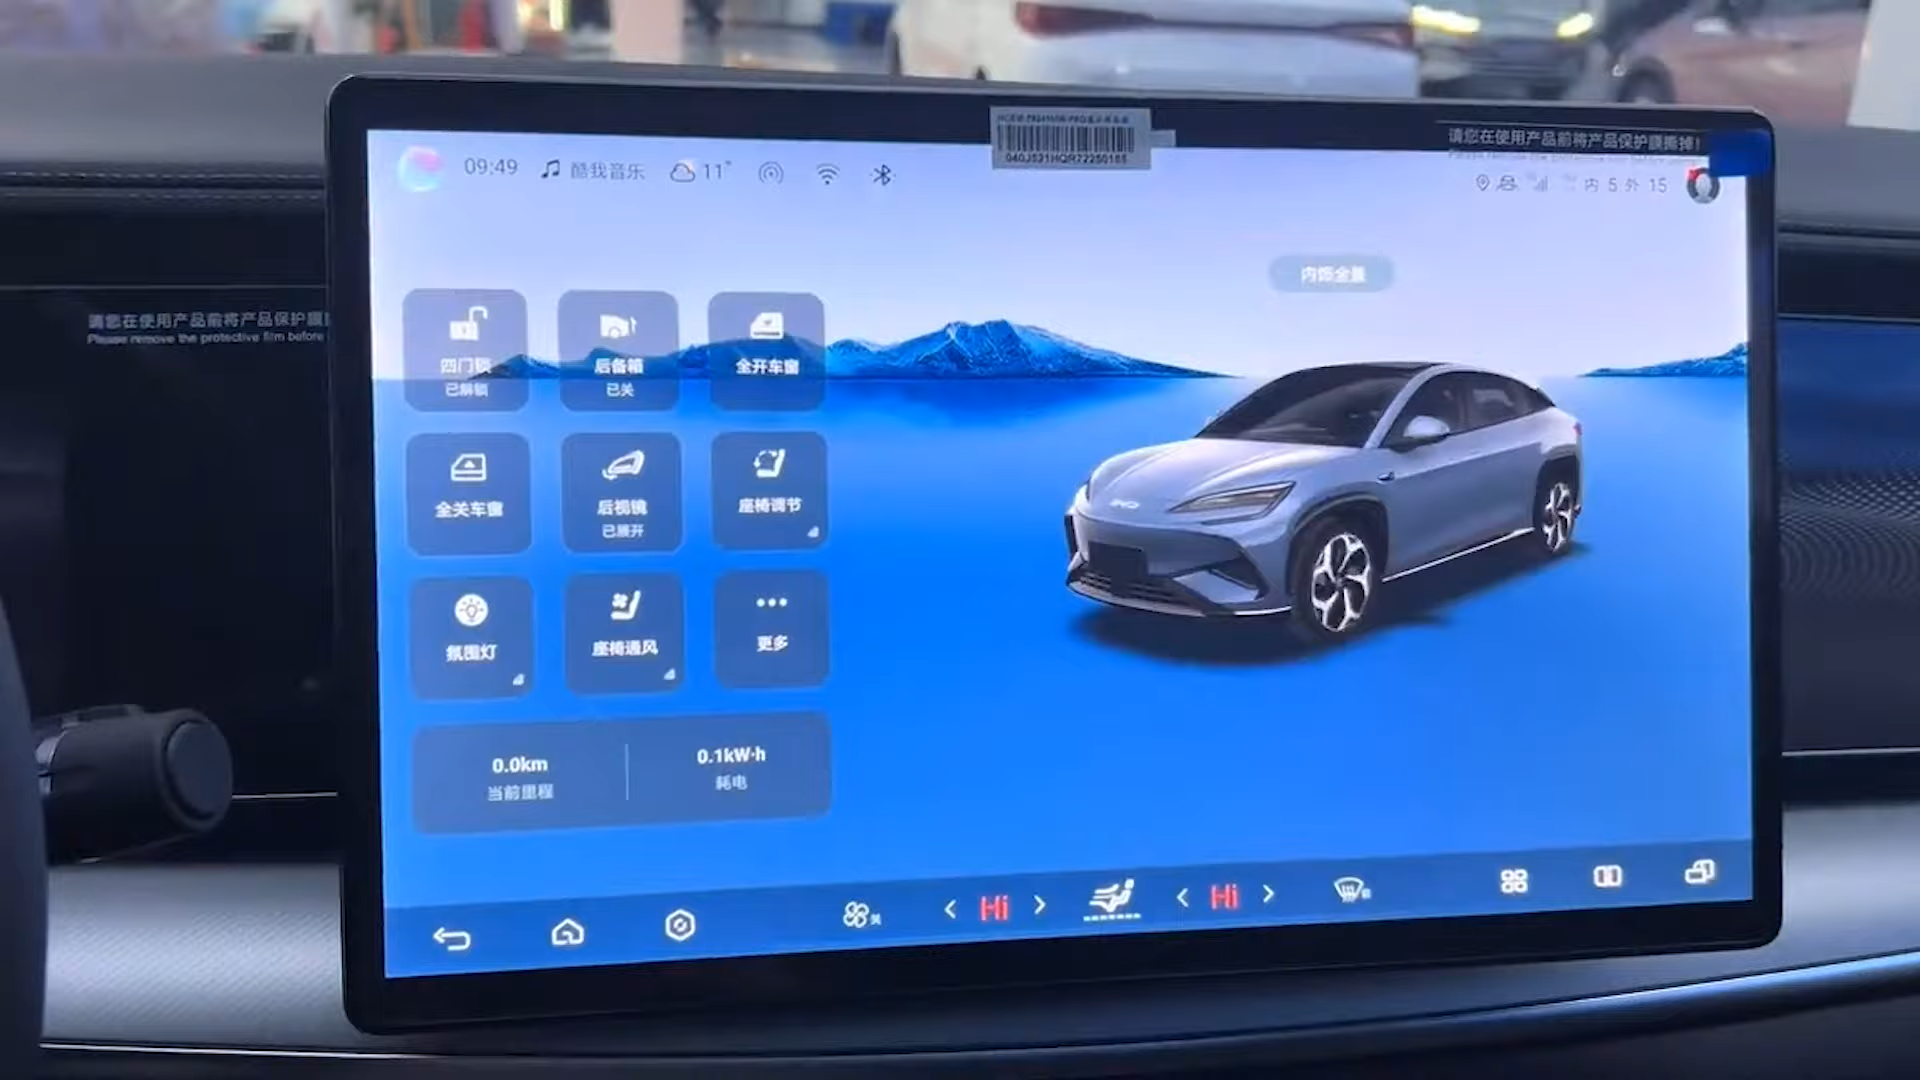 请您在使用产品前将产品保护膜撕掉!
040J521HQR72250185
09:49
酷我音乐
11°
内 5 外 15
请您在使用产品前将产品保护膜
Please remove the protective film before
内饰全景
四门锁
已解锁
后备箱
已关
全开车窗
全关车窗
后视镜
已展开
座椅调节
氛围灯
座椅通风
更多
BYD
0.0km
当前里程
0.1kW·h
耗电
Hi
Hi